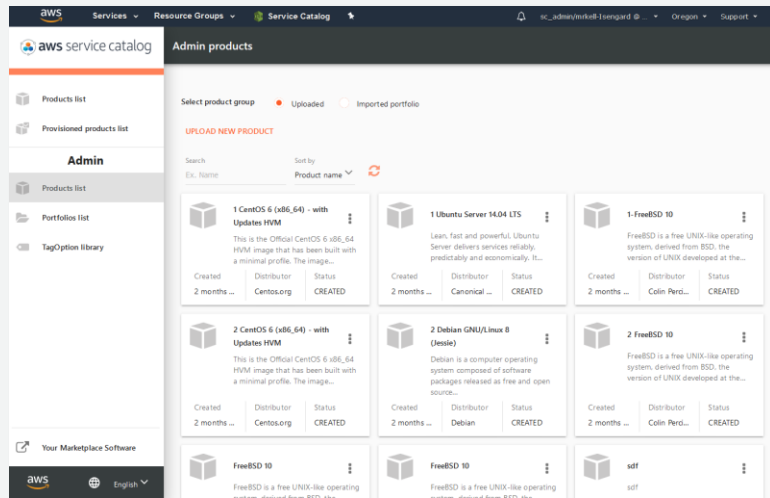 aws Services Resource Groups Service Catalog sc_admin/mrkell-Isengard @ ... Oregon Support
aws service catalog
Admin products
Products list
Provisioned products list
Admin
Products list
Portfolios list
TagOption library
Your Marketplace Software
aws English
Select product group Uploaded Imported portfolio
UPLOAD NEW PRODUCT
Search Sort by
Ex. Name Product name
1 CentOS 6 (x86_64) - with
Updates HVM
This is the Official CentOS 6 x86_64
HVM image that has been built with
a minimal profile. The image...
Created Distributor Status
2 months ... Centos.org CREATED
1 Ubuntu Server 14.04 LTS
Lean, fast and powerful, Ubuntu
Server delivers services reliably,
predictably and economically. It...
Created Distributor Status
2 months ... Canonical ... CREATED
1- FreeBSD 10
FreeBSD is a free UNIX-like operating
system, derived from BSD, the
version of UNIX developed at the...
Created Distributor Status
2 months ... Colin Perci... CREATED
2 CentOS 6 (x86_64) - with
Updates HVM
This is the Official CentOS 6 x86_64
HVM image that has been built with
a minimal profile. The image...
Created Distributor Status
2 months ... Centos.org CREATED
2 Debian GNU/Linux 8
(Jessie)
Debian is a computer operating
system composed of software
packages released as free and open
source...
Created Distributor Status
2 months ... Debian CREATED
2 FreeBSD 10
FreeBSD is a free UNIX-like operating
system, derived from BSD, the
version of UNIX developed at the...
Created Distributor Status
2 months ... Colin Perci... CREATED
FreeBSD 10
FreeBSD is a free UNIX-like operating
system, derived from BSD, the
FreeBSD 10
FreeBSD is a free UNIX-like operating
system, derived from BSD, the
sdf
sdf